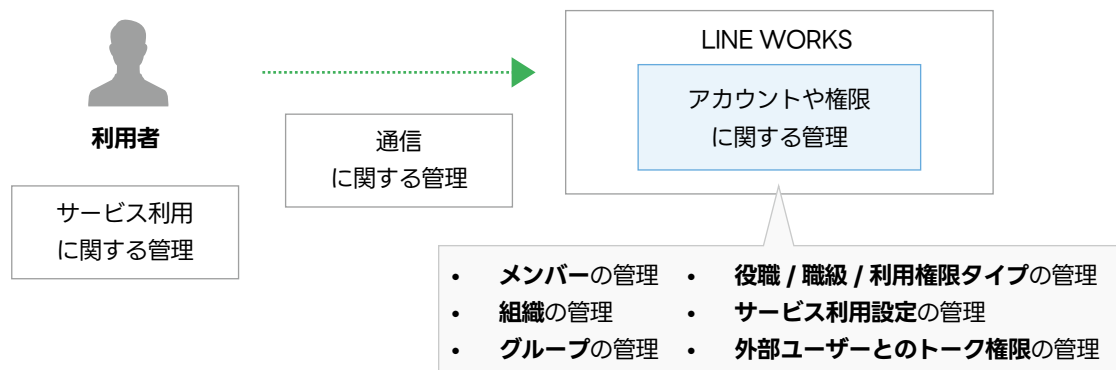 LINE WORKS
アカウントや権限
に関する管理
利用者
通信
に関する管理
サービス利用
に関する管理
• メンバーの管理
• 組織の管理
• グループの管理
• 役職 / 職級 / 利用権限タイプの管理
• サービス利用設定の管理
• 外部ユーザーとのトーク権限の管理